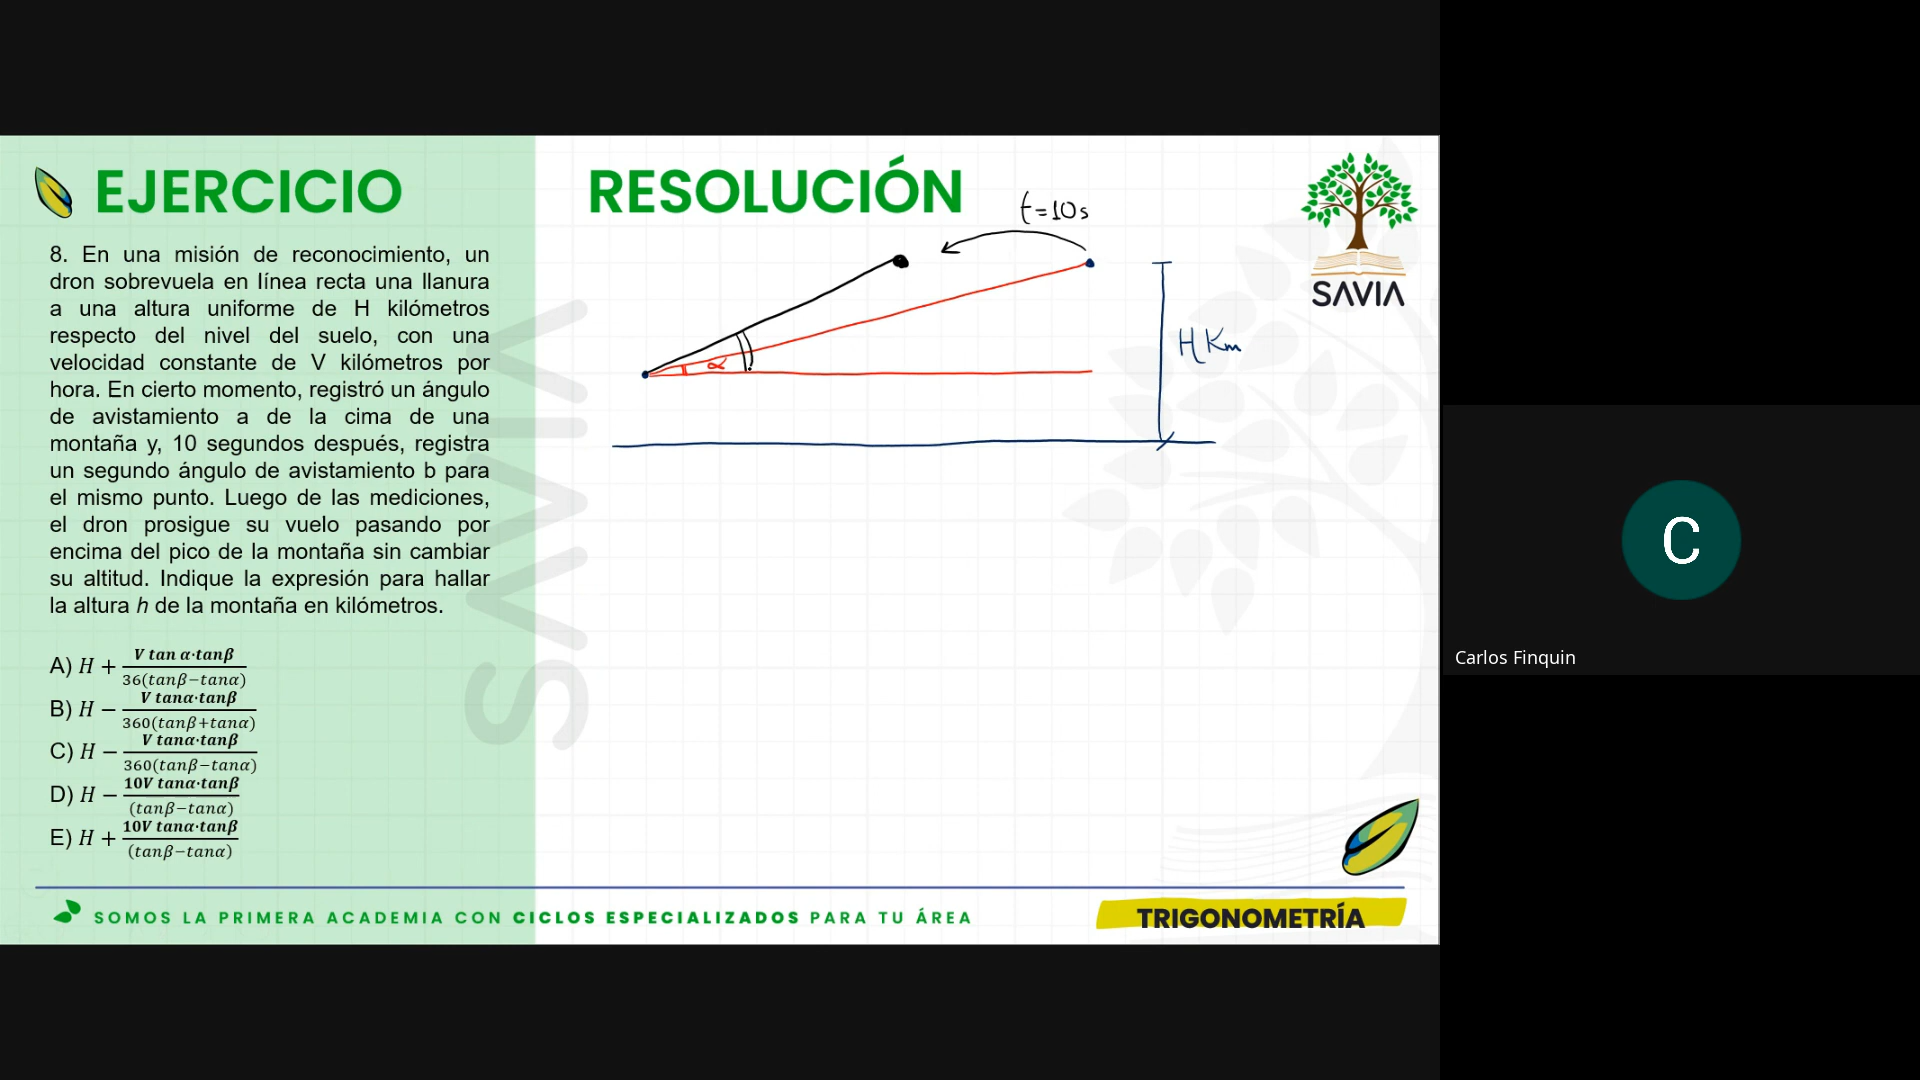 EJERCICIO
8. En una misión de reconocimiento, un
dron sobrevuela en línea recta una llanura
a una altura uniforme de H kilómetros
respecto del nivel del suelo, con una
velocidad constante de V kilómetros por
hora. En cierto momento, registró un ángulo
de avistamiento a de la cima de una
montaña y, 10 segundos después, registra
un segundo ángulo de avistamiento b para
el mismo punto. Luego de las mediciones,
el dron prosigue su vuelo pasando por
encima del pico de la montaña sin cambiar
su altitud. Indique la expresión para hallar
la altura h de la montaña en kilómetros.
A) H + V tan α·tanβ / 36(tanβ−tanα)
B) H − V tanα·tanβ / 360(tanβ+tanα)
C) H − V tanα·tanβ / 360(tanβ−tanα)
D) H − 10V tanα·tanβ / (tanβ−tanα)
E) H + 10V tanα·tanβ / (tanβ−tanα)
RESOLUCIÓN
t=10s
α
H Km
SAVIA
SAVIA
SOMOS LA PRIMERA ACADEMIA CON CICLOS ESPECIALIZADOS PARA TU ÁREA
TRIGONOMETRÍA
C
Carlos Finquin